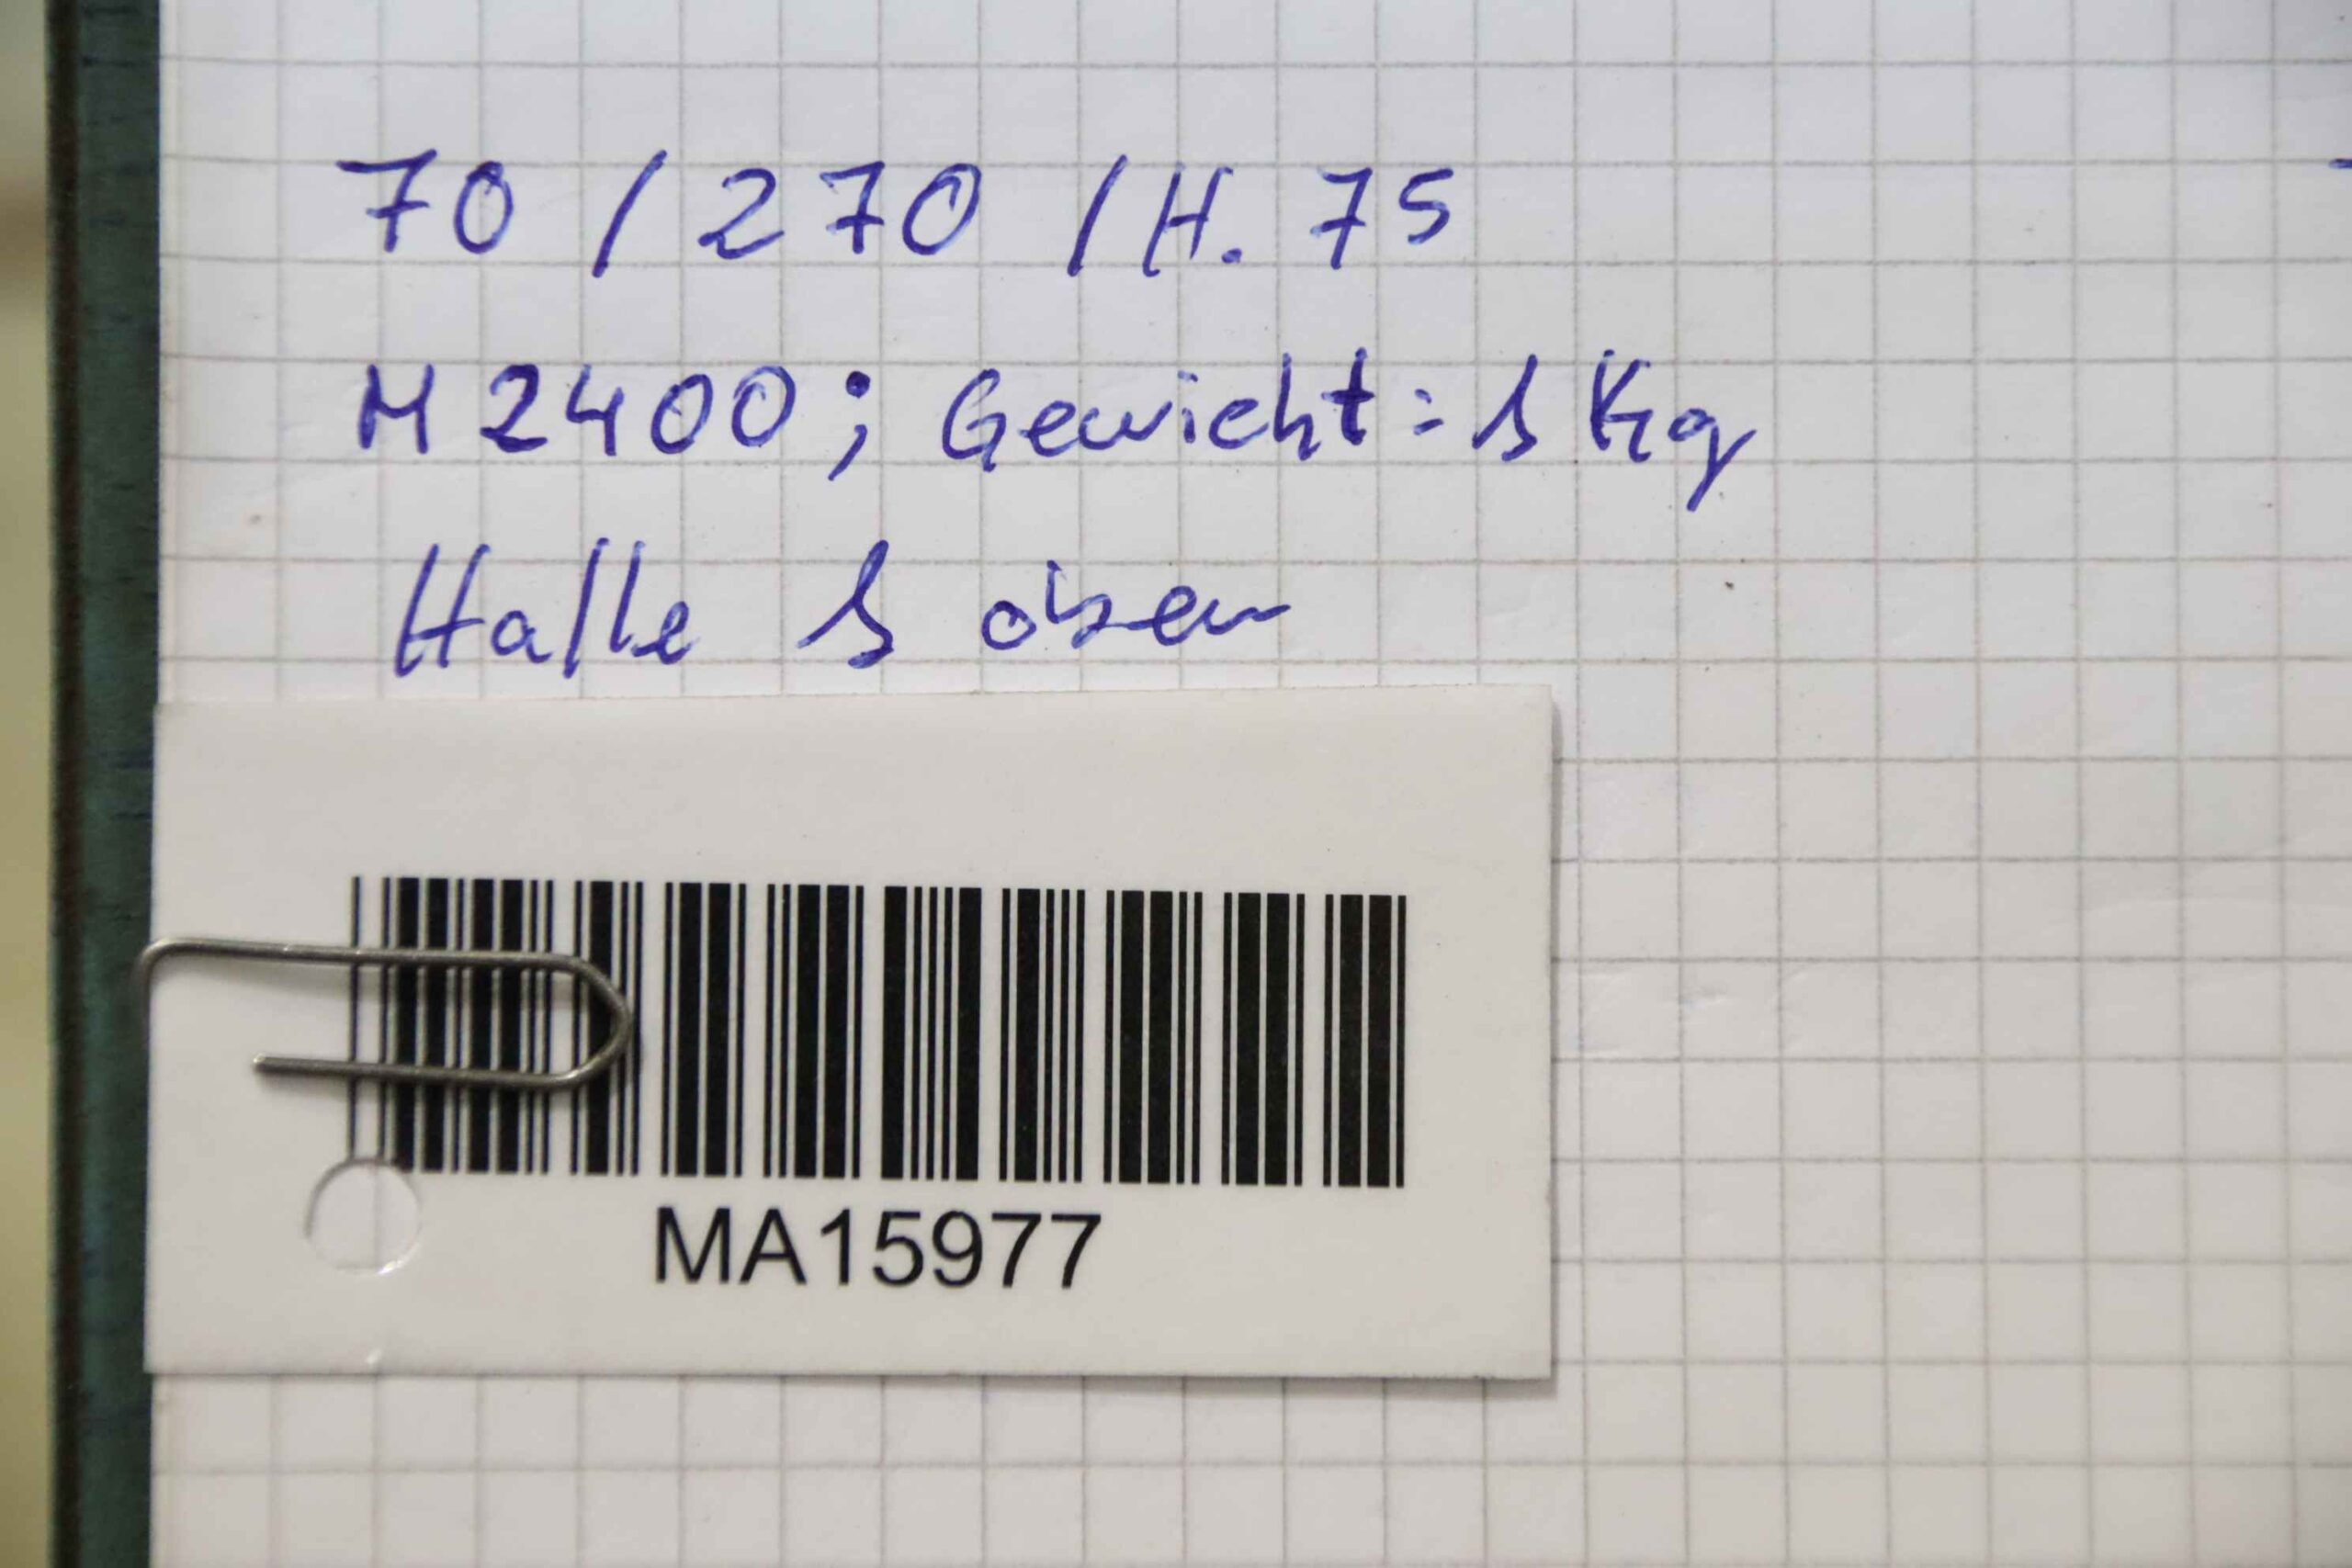 70 / 270 / H. 75
M 2400; Gewicht: 1 Kg
Halle 1 oben
MA15977